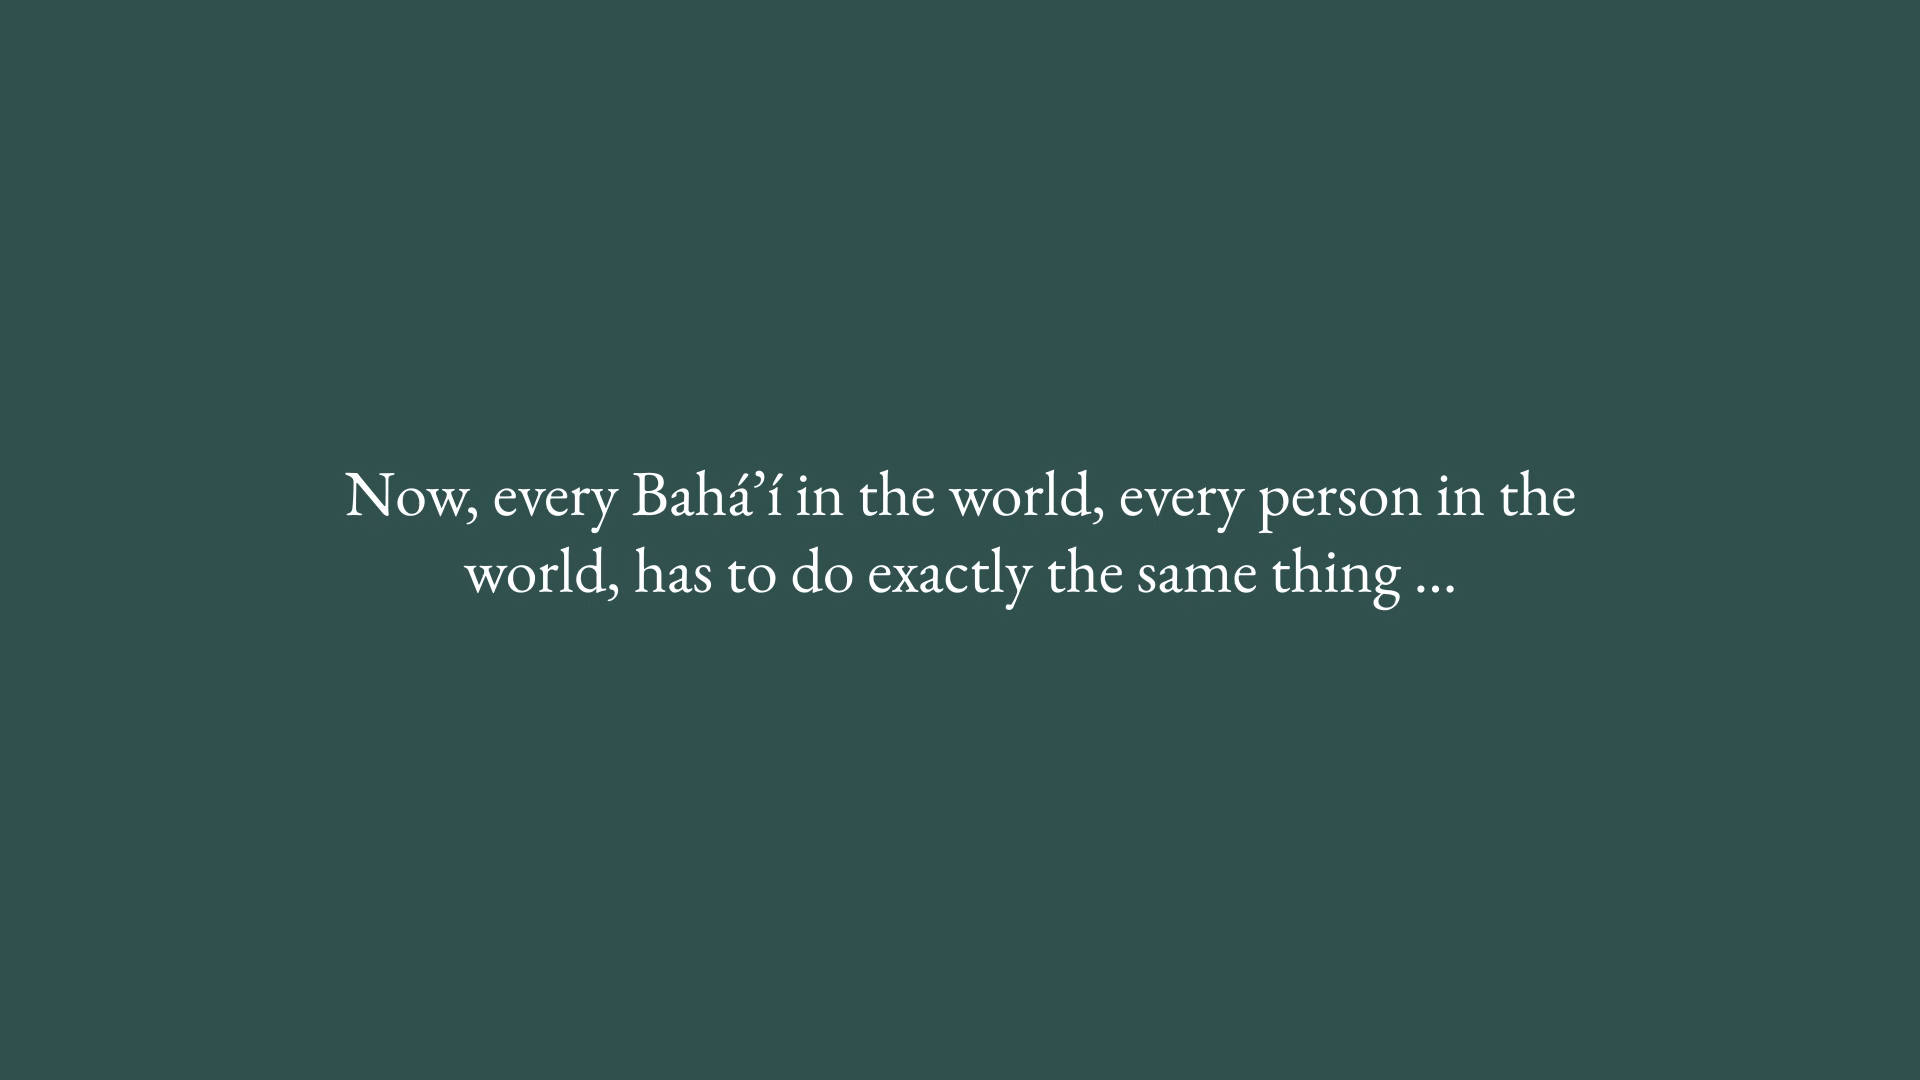 Now, every Bahá’í in the world, every person in the
world, has to do exactly the same thing ...